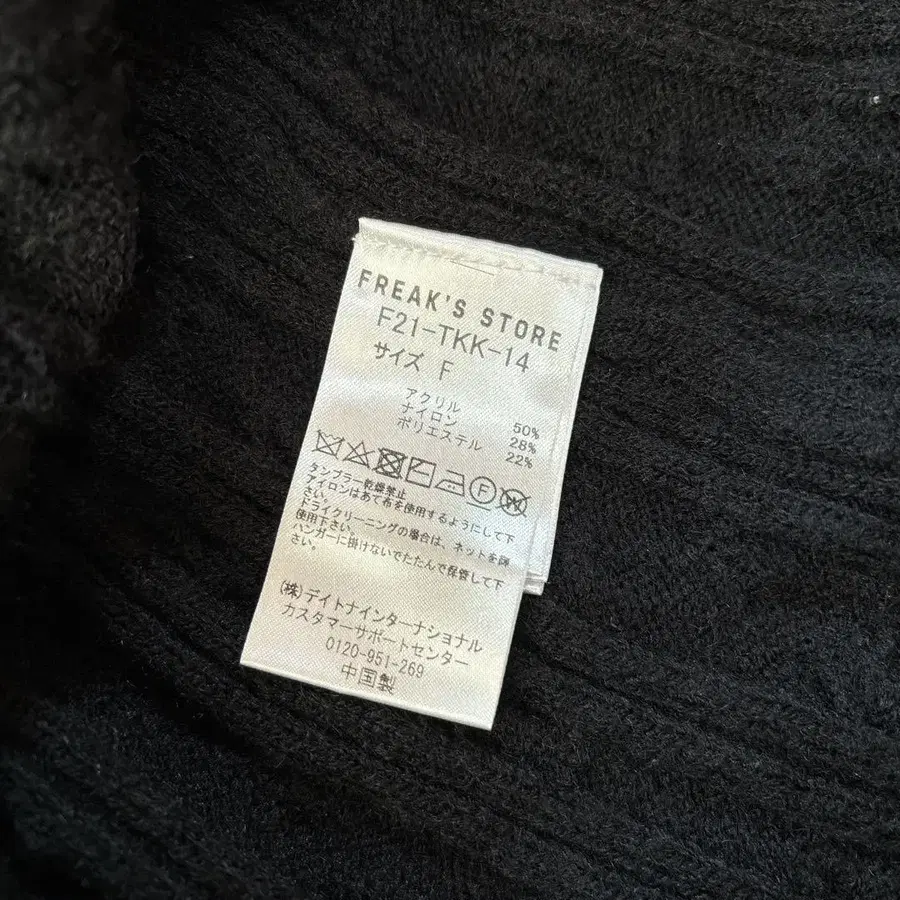 FREAK'S STORE
F21-TKK-14
サイズ F
アクリル 50%
ナイロン 28%
ポリエステル 22%
F
W
タンブラー乾燥禁止
アイロンはあて布を使用するようにして下
さい。
ドライクリーニングの場合は、ネットを御
使用下さい。
ハンガーに掛けないでたたんで保管して下
さい。
(株)デイトナインターナショナル
カスタマーサポートセンター
0120-951-269
中国製